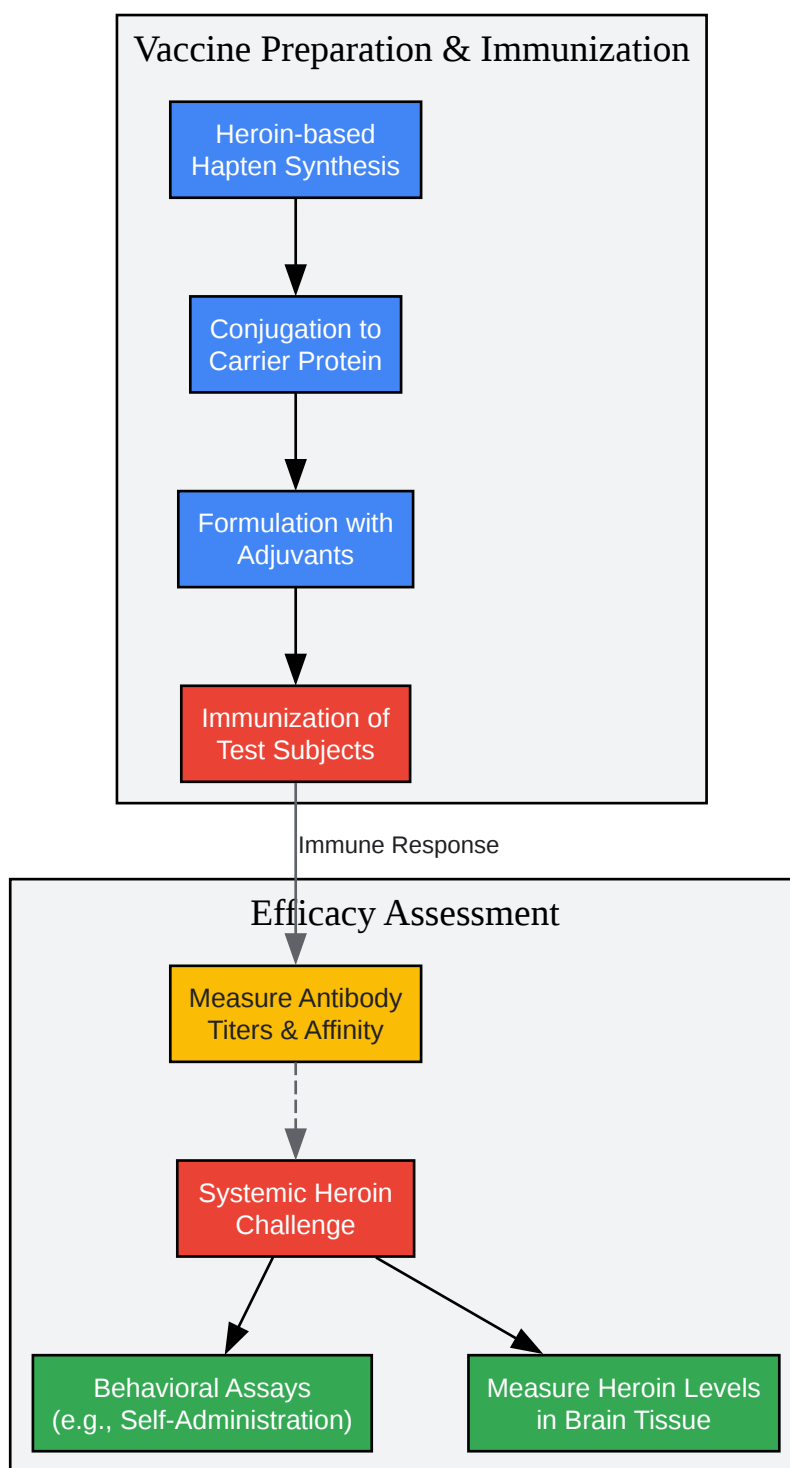 Vaccine Preparation & Immunization
Heroin-based
Hapten Synthesis
Conjugation to
Carrier Protein
Formulation with
Adjuvants
Immunization of
Test Subjects
Immune Response
Efficacy Assessment
Measure Antibody
Titers & Affinity
Systemic Heroin
Challenge
Behavioral Assays
(e.g., Self-Administration)
Measure Heroin Levels
in Brain Tissue